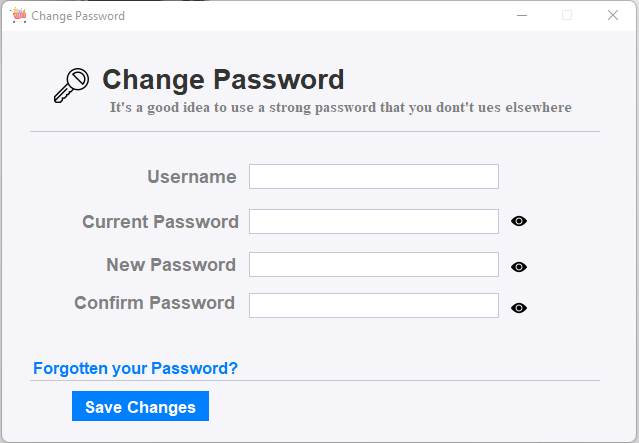 Change Password
Change Password
It's a good idea to use a strong password that you dont't ues elsewhere
Username
Current Password
New Password
Confirm Password
Forgotten your Password?
Save Changes